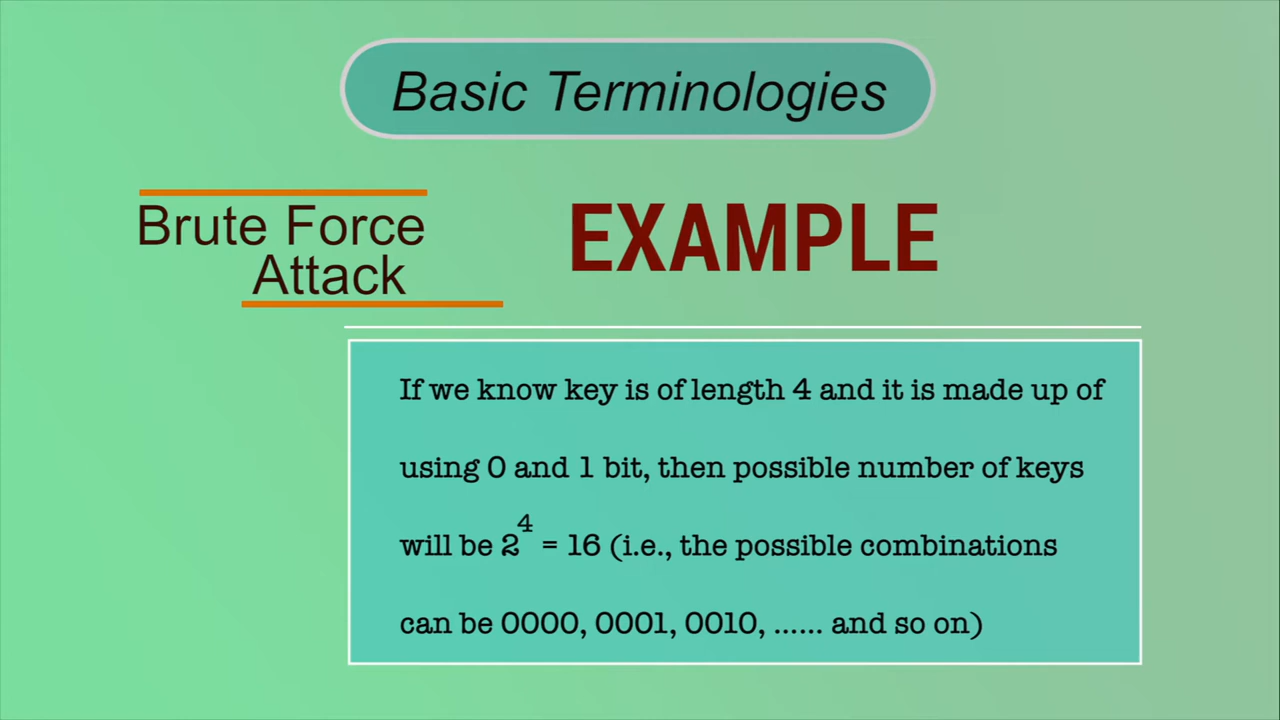 Basic Terminologies
Brute Force
Attack
EXAMPLE
If we know key is of length 4 and it is made up of
using 0 and 1 bit, then possible number of keys
will be 2⁴ = 16 (i.e., the possible combinations
can be 0000, 0001, 0010, ...... and so on)